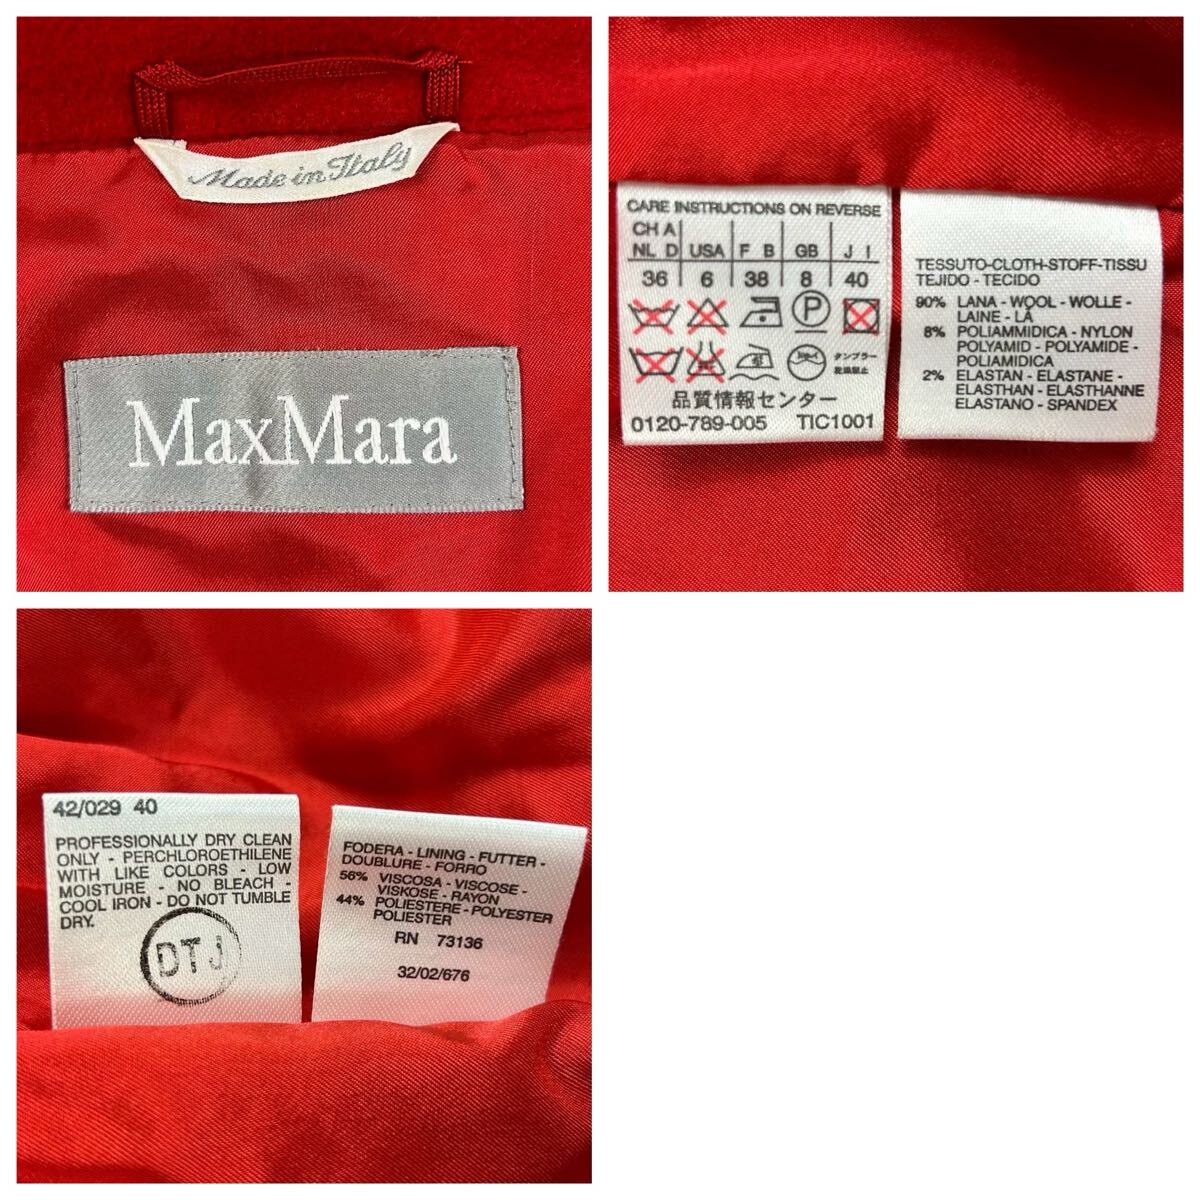 Made in Italy
MaxMara
CARE INSTRUCTIONS ON REVERSE
CH A
NL D USA F B GB J I
36 6 38 8 40
P
タンブラー
乾燥禁止
品質情報センター
0120-789-005 TIC1001
TESSUTO-CLOTH-STOFF-TISSU
TEJIDO - TECIDO
90% LANA - WOOL - WOLLE -
LAINE - LÃ
8% POLIAMMIDICA - NYLON
POLYAMID - POLYAMIDE -
POLIAMIDICA
2% ELASTAN - ELASTANE -
ELASTHAN - ELASTHANNE
ELASTANO - SPANDEX
42/029 40
PROFESSIONALLY DRY CLEAN
ONLY - PERCHLOROETHILENE
WITH LIKE COLORS - LOW
MOISTURE - NO BLEACH -
COOL IRON - DO NOT TUMBLE
DRY.
DTJ
FODERA - LINING - FUTTER -
DOUBLURE - FORRO
56% VISCOSA - VISCOSE -
VISKOSE - RAYON
44% POLIESTERE - POLYESTER
POLIESTER
RN 73136
32/02/676